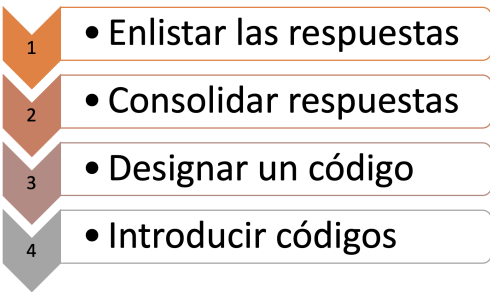 1 • Enlistar las respuestas
2 • Consolidar respuestas
3 • Designar un código
4 • Introducir códigos